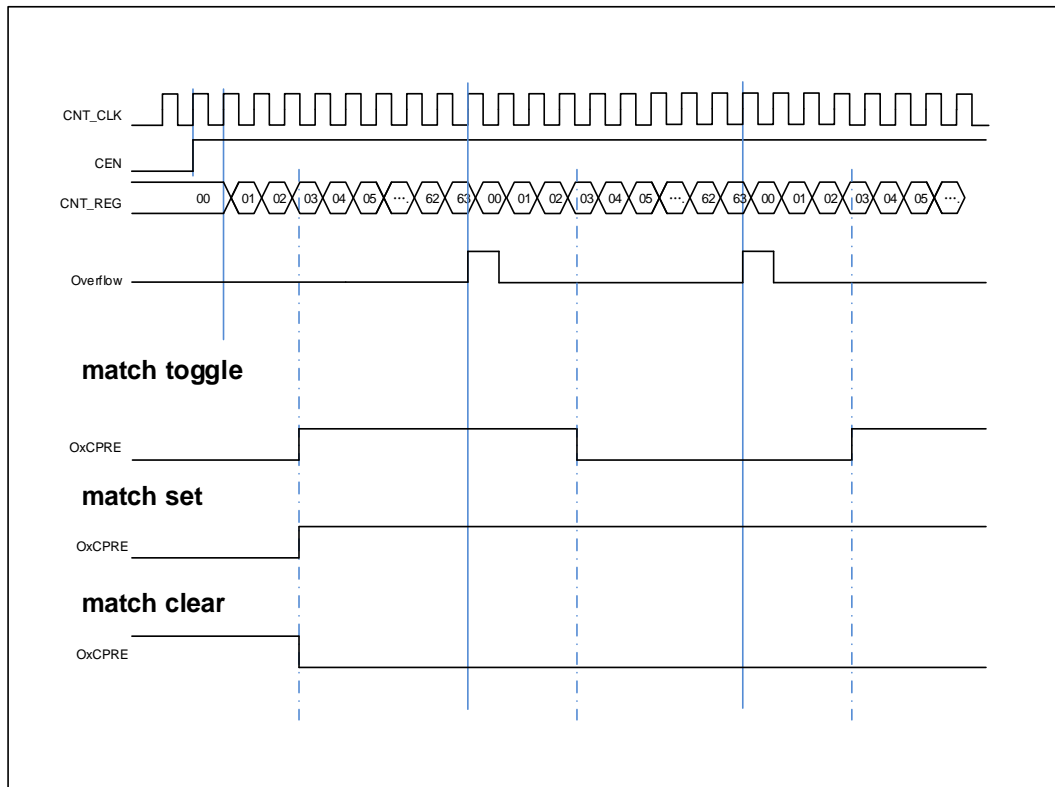 CNT_CLK
CEN
CNT_REG 00 01 02 03 04 05 .... 62 63 00 01 02 03 04 05 .... 62 63 00 01 02 03 04 05 ....
Overflow
match toggle
OxCPRE
match set
OxCPRE
match clear
OxCPRE